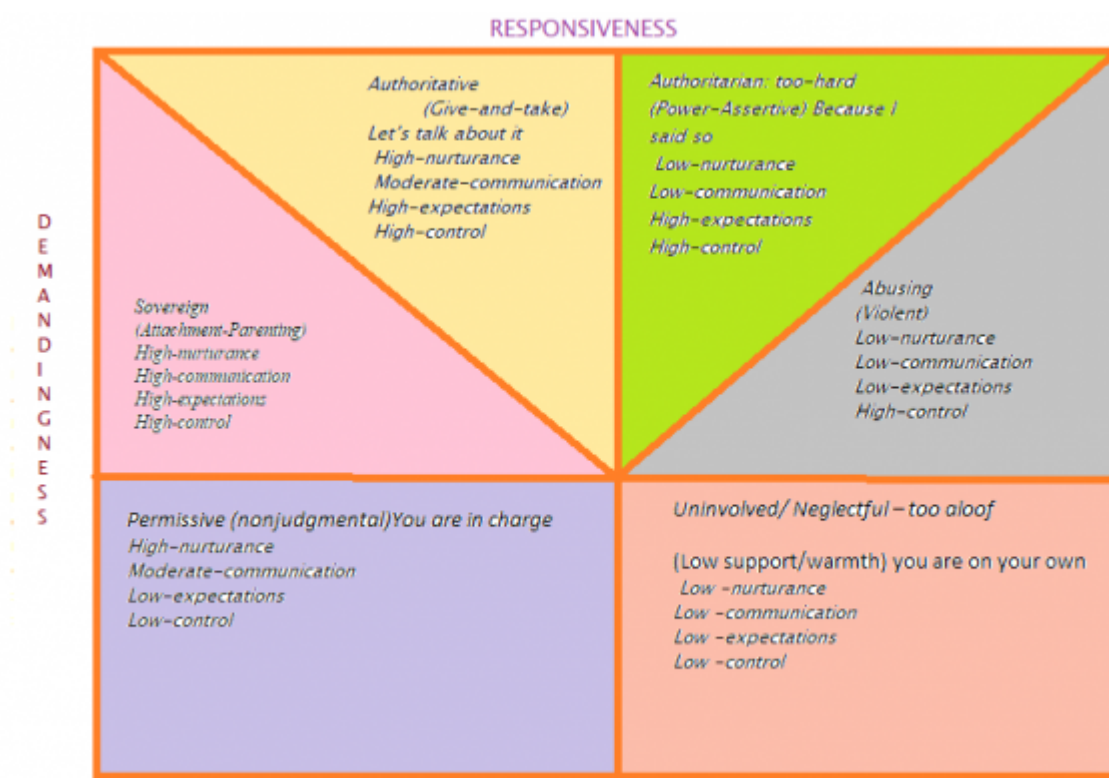 RESPONSIVENESS
DEMANDINGNESS
Authoritative
(Give-and-take)
Let's talk about it
High-nurturance
Moderate-communication
High-expectations
High-control
Authoritarian: too-hard
(Power-Assertive) Because I
said so
Low-nurturance
Low-communication
High-expectations
High-control
Sovereign
(Attachment-Parenting)
High-nurturance
High-communication
High-expectations
High-control
Abusing
(Violent)
Low-nurturance
Low-communication
Low-expectations
High-control
Permissive (nonjudgmental)You are in charge
High-nurturance
Moderate-communication
Low-expectations
Low-control
Uninvolved/ Neglectful – too aloof
(Low support/warmth) you are on your own
Low -nurturance
Low -communication
Low -expectations
Low -control